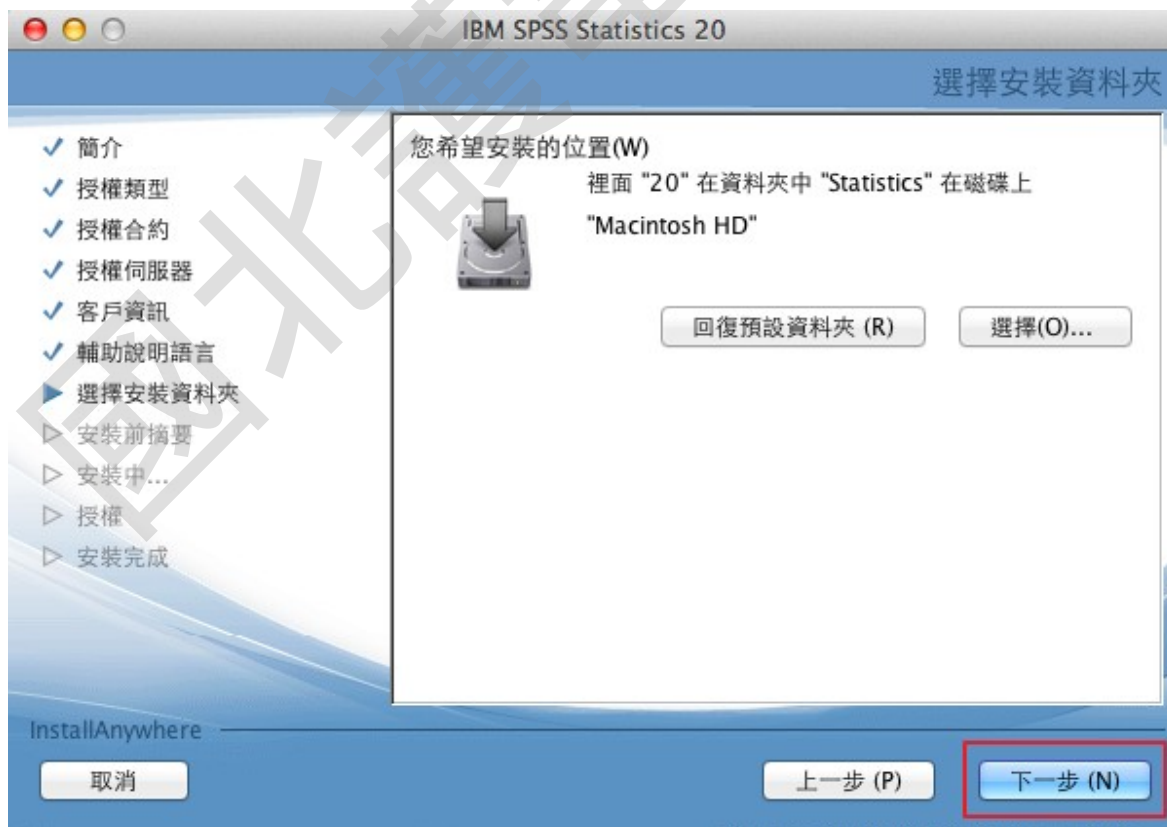 IBM SPSS Statistics 20
選擇安裝資料夾
簡介
授權類型
授權合約
授權伺服器
客戶資訊
輔助說明語言
選擇安裝資料夾
安裝前摘要
安裝中...
授權
安裝完成
您希望安裝的位置(W)
裡面 "20" 在資料夾中 "Statistics" 在磁碟上
"Macintosh HD"
回復預設資料夾 (R)
選擇(O)...
InstallAnywhere
取消
上一步 (P)
下一步 (N)
國北護